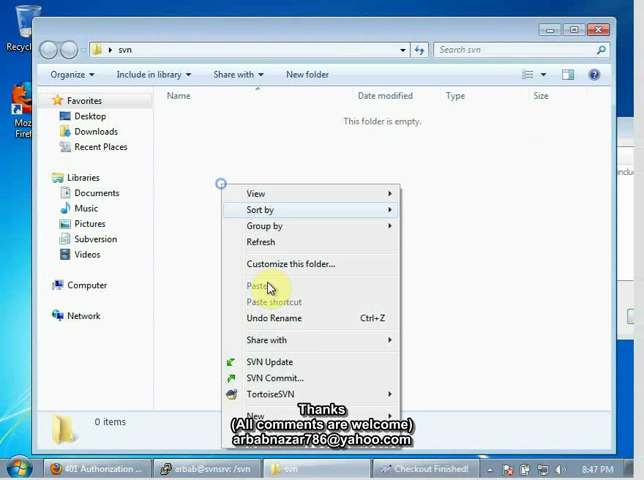 Recyc
svn
Search svn
Organize
Include in library
Share with
New folder
Name
Date modified
Type
Size
This folder is empty.
Favorites
Desktop
Downloads
Recent Places
Libraries
Documents
Music
Pictures
Subversion
Videos
Computer
Network
Moz
Firef
View
Sort by
Group by
Refresh
Customize this folder...
Paste
Paste shortcut
Undo Rename Ctrl+Z
Share with
SVN Update
SVN Commit...
TortoiseSVN
New
0 items
Thanks
(All comments are welcome)
arbabnazar786@yahoo.com
401 Authorization ...
arbab@svnsrv: /svn
svn
Checkout Finished!
8:47 PM